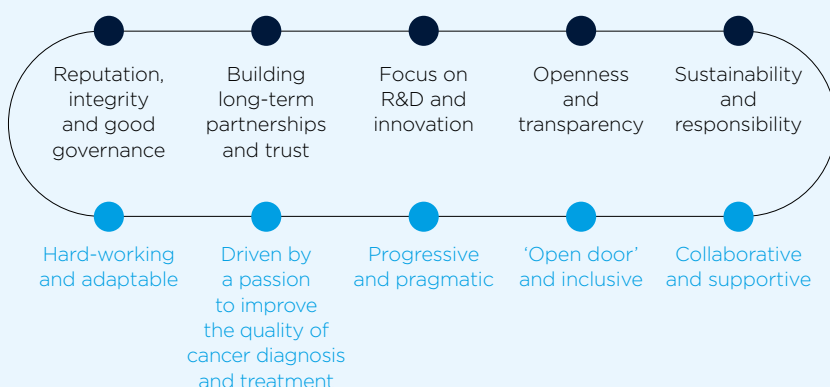 Reputation,
integrity
and good
governance
Building
long-term
partnerships
and trust
Focus on
R&D and
innovation
Openness
and
transparency
Sustainability
and
responsibility
Hard-working
and adaptable
Driven by
a passion
to improve
the quality of
cancer diagnosis
and treatment
Progressive
and pragmatic
‘Open door’
and inclusive
Collaborative
and supportive